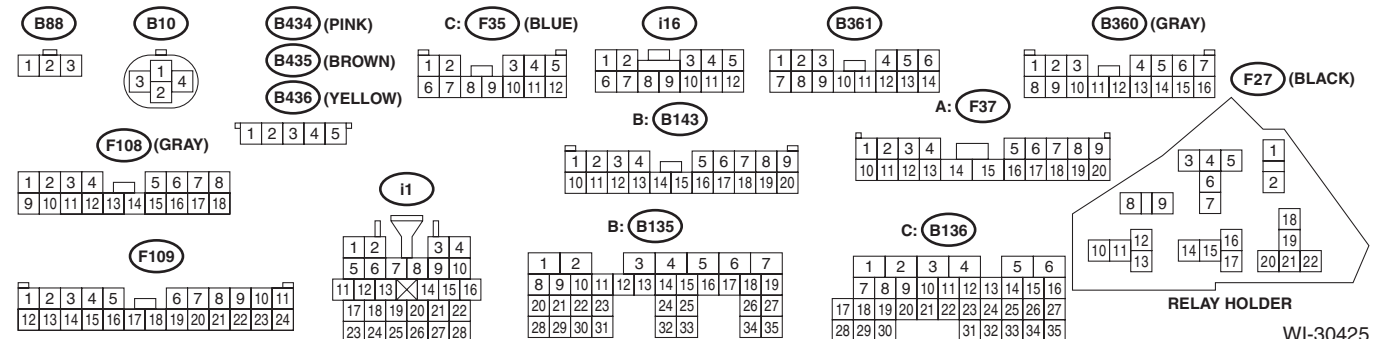 B88
1 2 3
B10
1
3 4
2
B434 (PINK)
B435 (BROWN)
B436 (YELLOW)
1 2 3 4 5
C: F35 (BLUE)
1 2 3 4 5
6 7 8 9 10 11 12
i16
1 2 3 4 5
6 7 8 9 10 11 12
B361
1 2 3 4 5 6
7 8 9 10 11 12 13 14
B360 (GRAY)
1 2 3 4 5 6 7
8 9 10 11 12 13 14 15 16
F108 (GRAY)
1 2 3 4 5 6 7 8
9 10 11 12 13 14 15 16 17 18
B: B143
1 2 3 4 5 6 7 8 9
10 11 12 13 14 15 16 17 18 19 20
A: F37
1 2 3 4 5 6 7 8 9
10 11 12 13 14 15 16 17 18 19 20
F27 (BLACK)
3 4 5 1
6 2
7
8 9
18
12 16 19
10 11 14 15
13 17 20 21 22
RELAY HOLDER
F109
1 2 3 4 5 6 7 8 9 10 11
12 13 14 15 16 17 18 19 20 21 22 23 24
i1
1 2 3 4
5 6 7 8 9 10
11 12 13 14 15 16
17 18 19 20 21 22
23 24 25 26 27 28
B: B135
1 2 3 4 5 6 7
8 9 10 11 12 13 14 15 16 17 18 19
20 21 22 23 24 25 26 27
28 29 30 31 32 33 34 35
C: B136
1 2 3 4 5 6
7 8 9 10 11 12 13 14 15 16
17 18 19 20 21 22 23 24 25 26 27
28 29 30 31 32 33 34 35
WI-30425